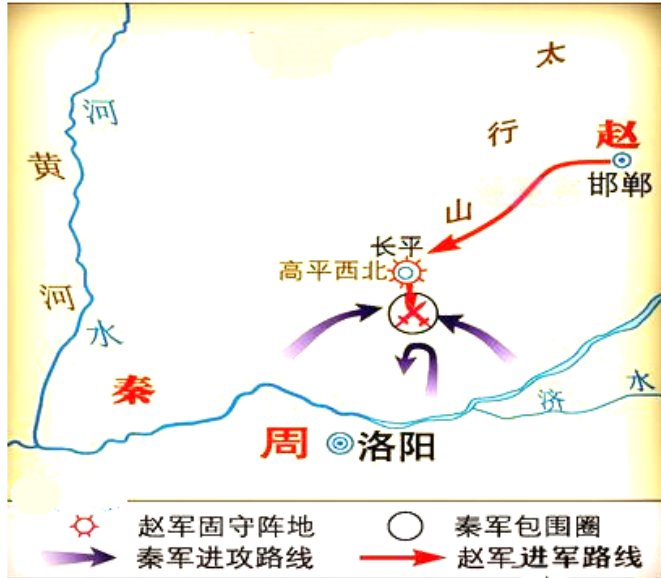 太行山
赵
邯郸
长平
高平西北
黄河
河水
秦
周
洛阳
济水
赵军固守阵地
秦军包围圈
秦军进攻路线
赵军进军路线